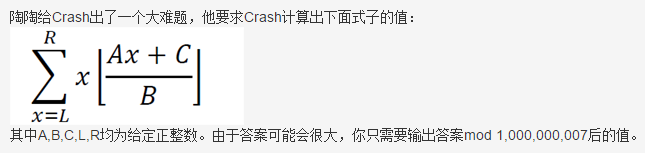 陶陶给Crash出了一个大难题，他要求Crash计算出下面式子的值：
R
∑ x ⌊(Ax + C)/B⌋
x=L
其中A,B,C,L,R均为给定正整数。由于答案可能会很大，你只需要输出答案mod 1,000,000,007后的值。